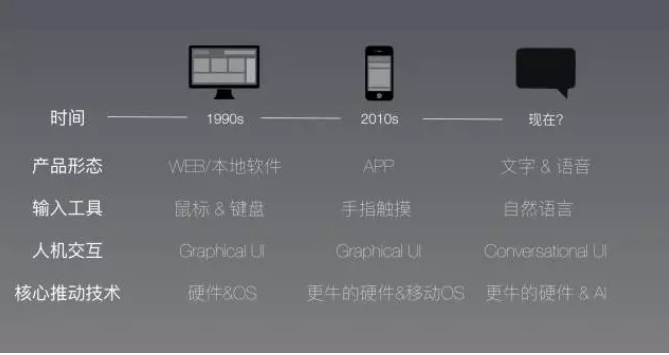 时间 1990s 2010s 现在?
产品形态 WEB/本地软件 APP 文字 & 语音
输入工具 鼠标 & 键盘 手指触摸 自然语言
人机交互 Graphical UI Graphical UI Conversational UI
核心推动技术 硬件&OS 更牛的硬件&移动OS 更牛的硬件 & AI